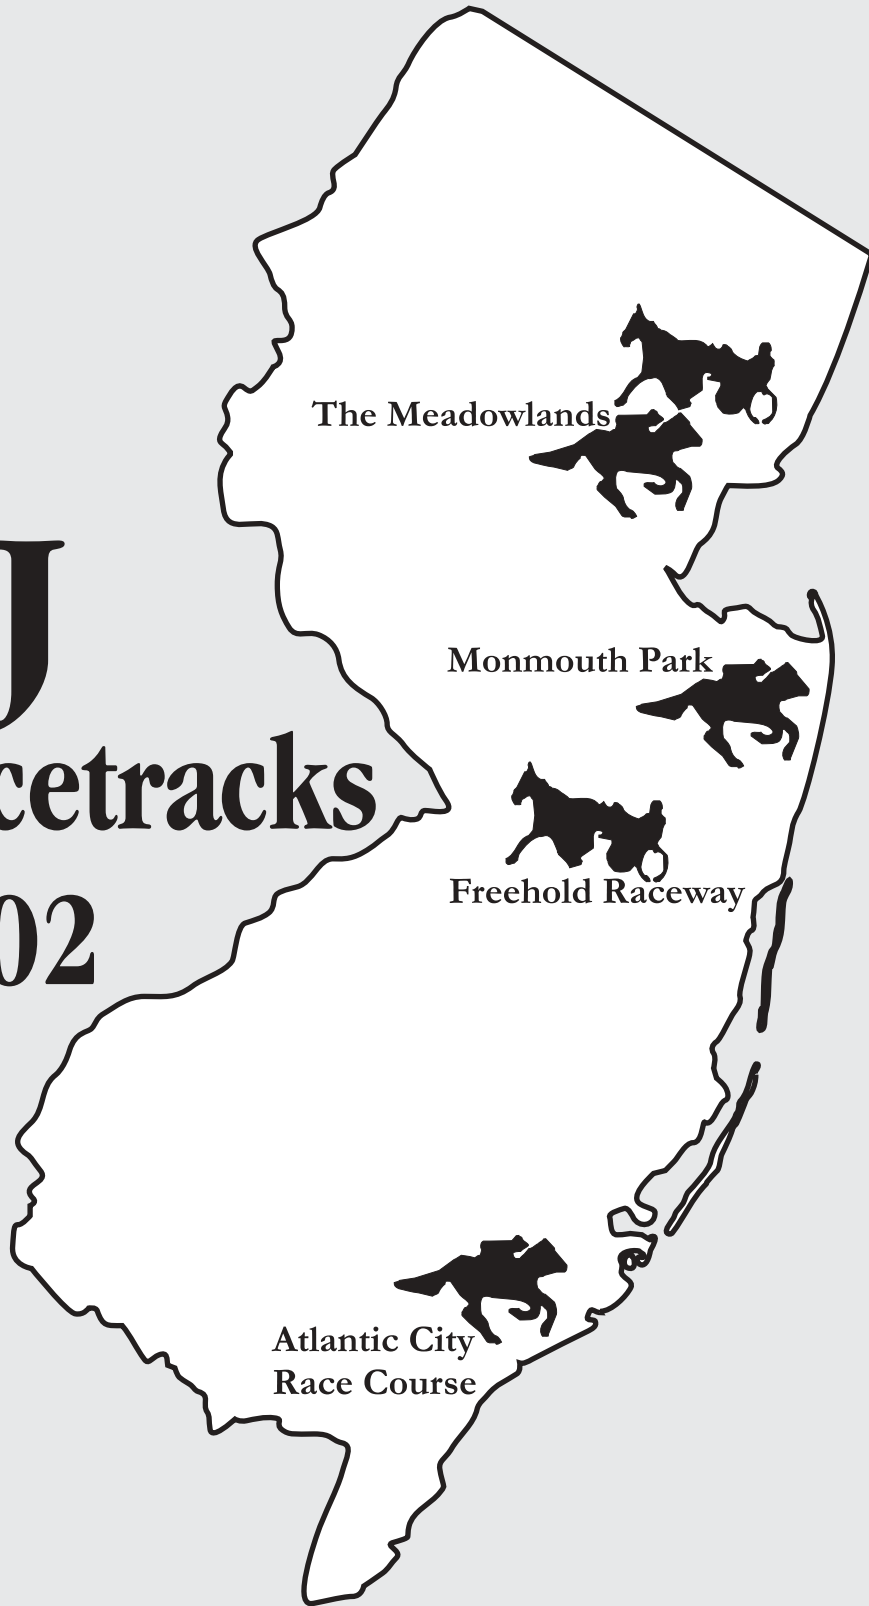 The Meadowlands
J
Monmouth Park
cetracks
Freehold Raceway
02
Atlantic City
Race Course